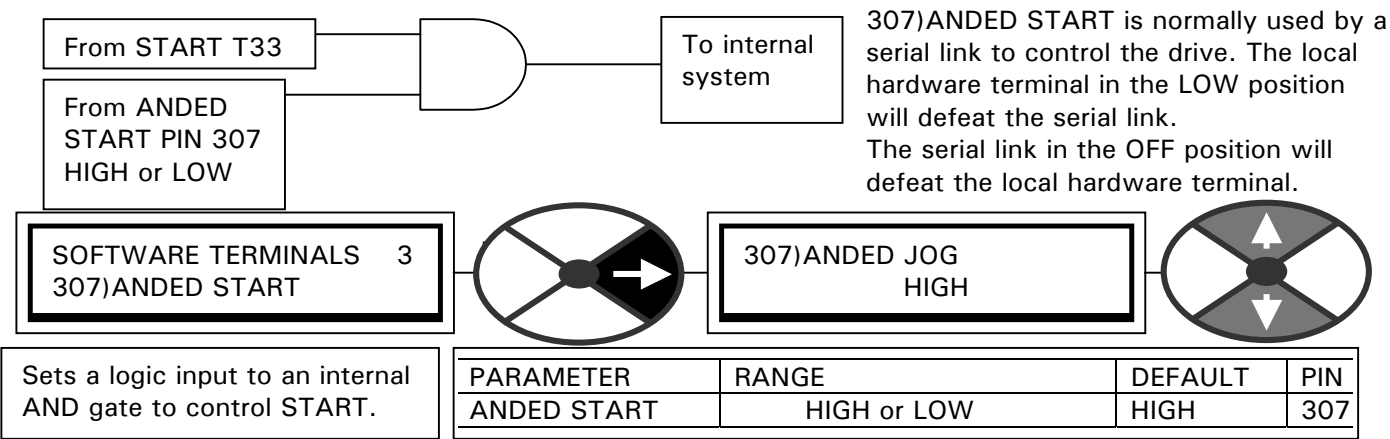 From START T33
From ANDED
START PIN 307
HIGH or LOW
To internal
system
307)ANDED START is normally used by a
serial link to control the drive. The local
hardware terminal in the LOW position
will defeat the serial link.
The serial link in the OFF position will
defeat the local hardware terminal.
SOFTWARE TERMINALS 3
307)ANDED START
307)ANDED JOG
HIGH
Sets a logic input to an internal
AND gate to control START.
PARAMETER RANGE DEFAULT PIN
ANDED START HIGH or LOW HIGH 307